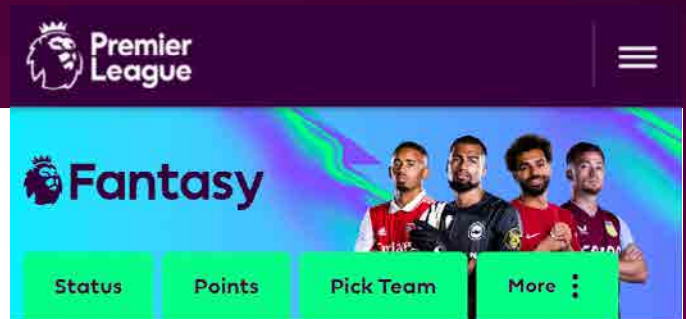 Premier
League
Fantasy
Status
Points
Pick Team
More